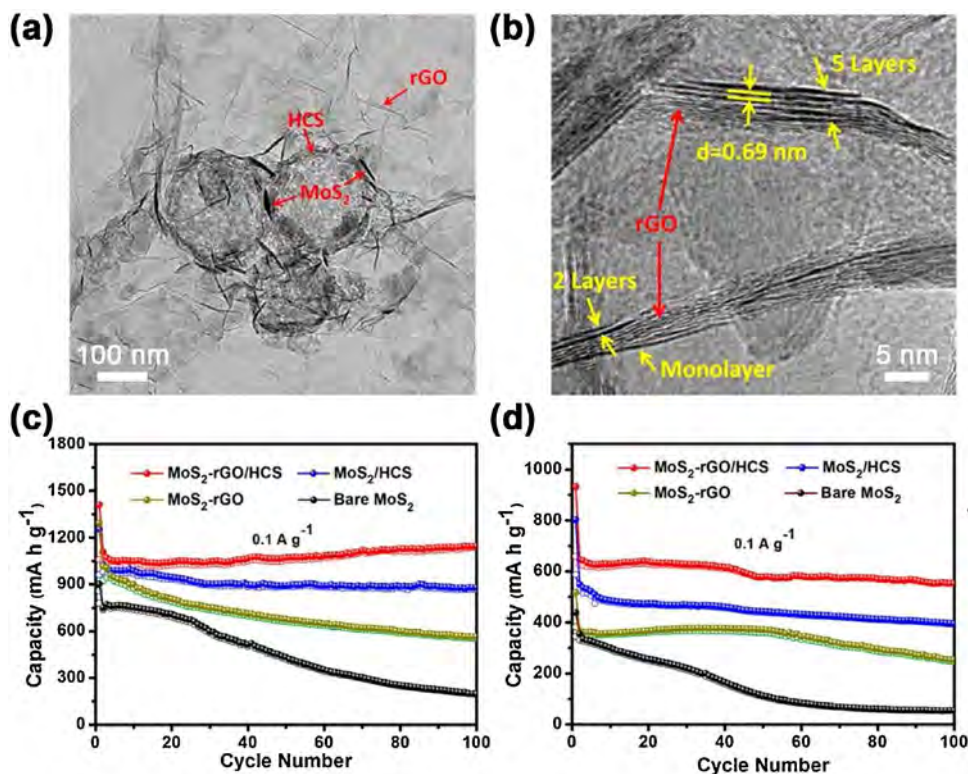 (a)
rGO
HCS
MoS2
100 nm
(b)
5 Layers
d=0.69 nm
rGO
2 Layers
Monolayer
5 nm
(c)
1800
1500
1200
900
600
300
0
Capacity (mA h g-1)
MoS2-rGO/HCS
MoS2/HCS
MoS2-rGO
Bare MoS2
0.1 A g-1
0 20 40 60 80 100
Cycle Number
(d)
1000
800
600
400
200
0
Capacity (mA h g-1)
MoS2-rGO/HCS
MoS2/HCS
MoS2-rGO
Bare MoS2
0.1 A g-1
0 20 40 60 80 100
Cycle Number